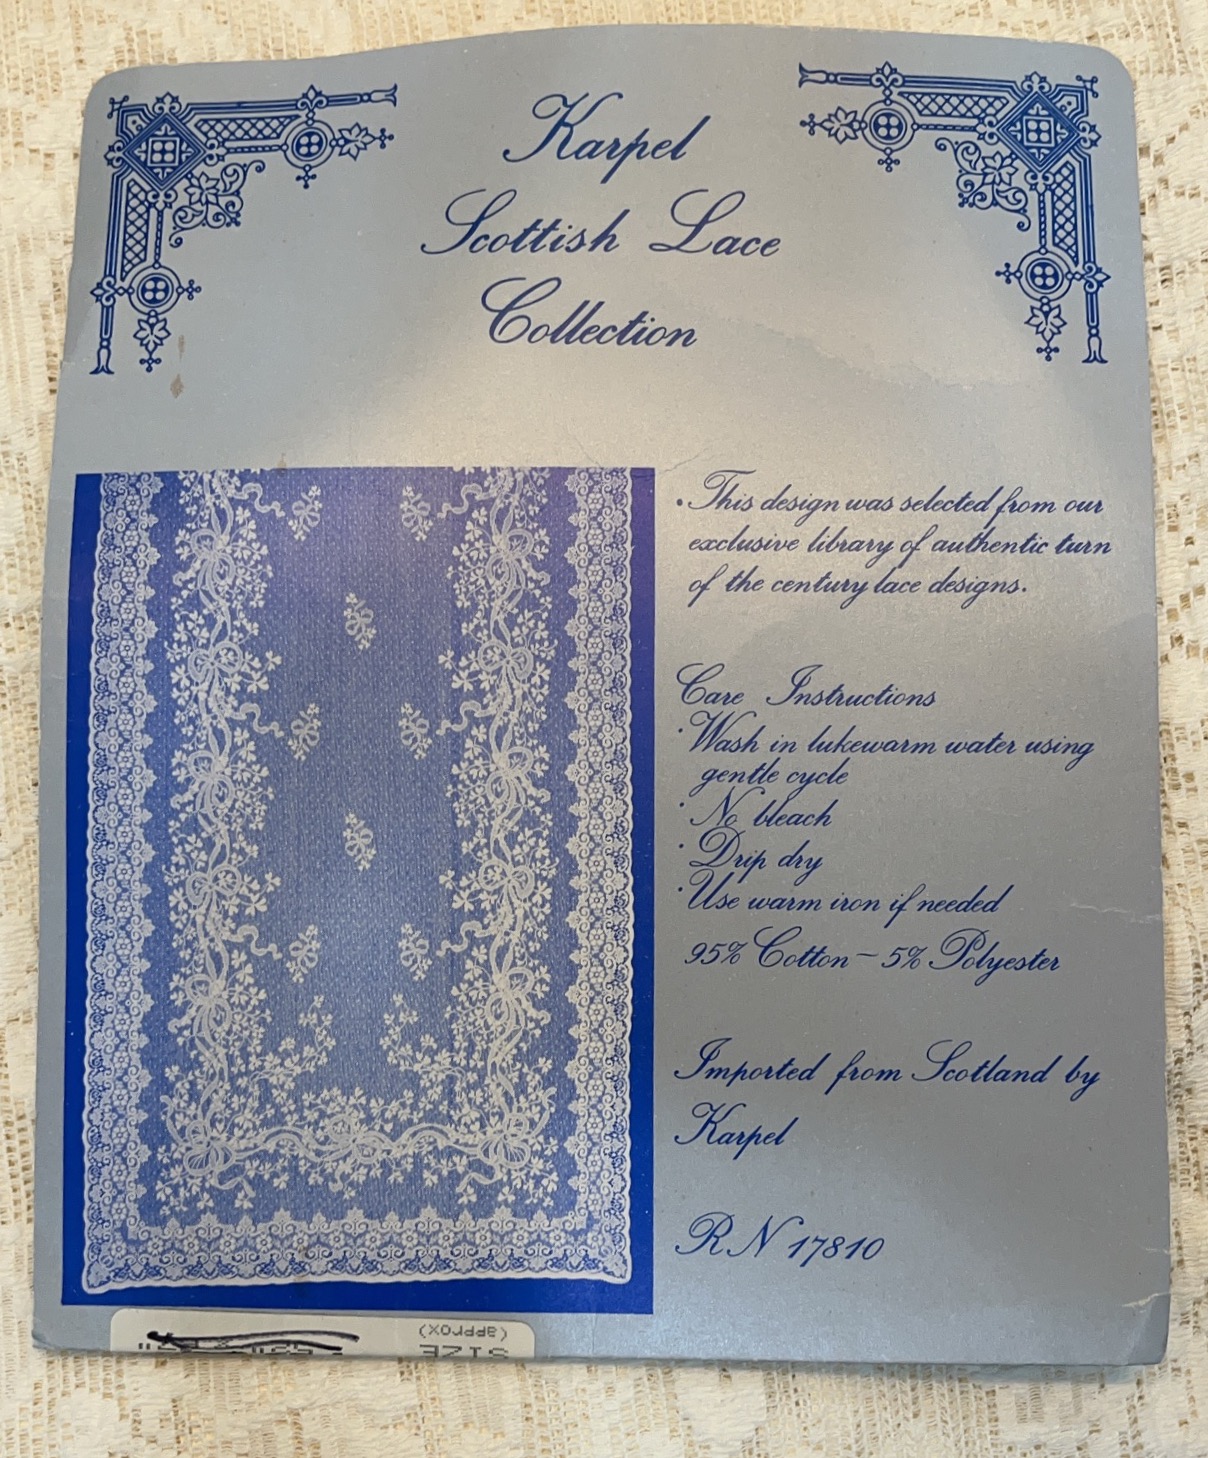 Karpel
Scottish Lace
Collection
• This design was selected from our
exclusive library of authentic turn
of the century lace designs.
Care Instructions
• Wash in lukewarm water using
gentle cycle
• No bleach
• Drip dry
• Use warm iron if needed
95% Cotton – 5% Polyester
Imported from Scotland by
Karpel
RN 17810
SIZE
(approx)